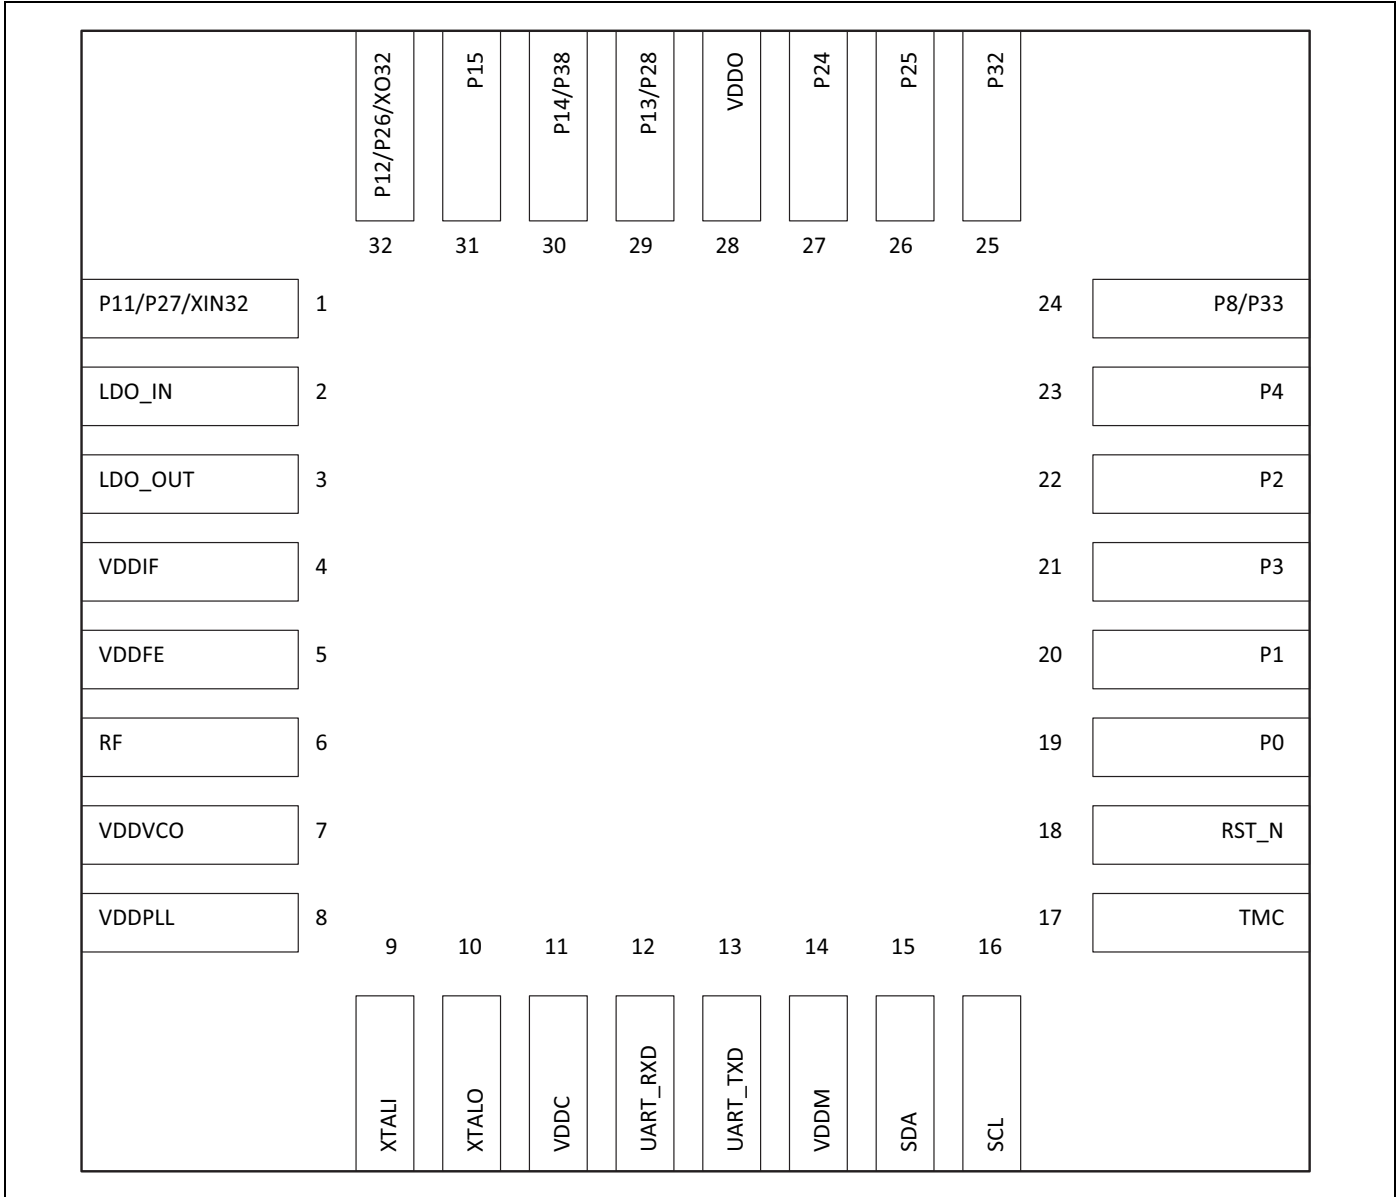 P12/P26/XO32
P15
P14/P38
P13/P28
VDDO
P24
P25
P32
32 31 30 29 28 27 26 25
P11/P27/XIN32 1 24 P8/P33
LDO_IN 2 23 P4
LDO_OUT 3 22 P2
VDDIF 4 21 P3
VDDFE 5 20 P1
RF 6 19 P0
VDDVCO 7 18 RST_N
VDDPLL 8 17 TMC
9 10 11 12 13 14 15 16
XTALI
XTALO
VDDC
UART_RXD
UART_TXD
VDDM
SDA
SCL